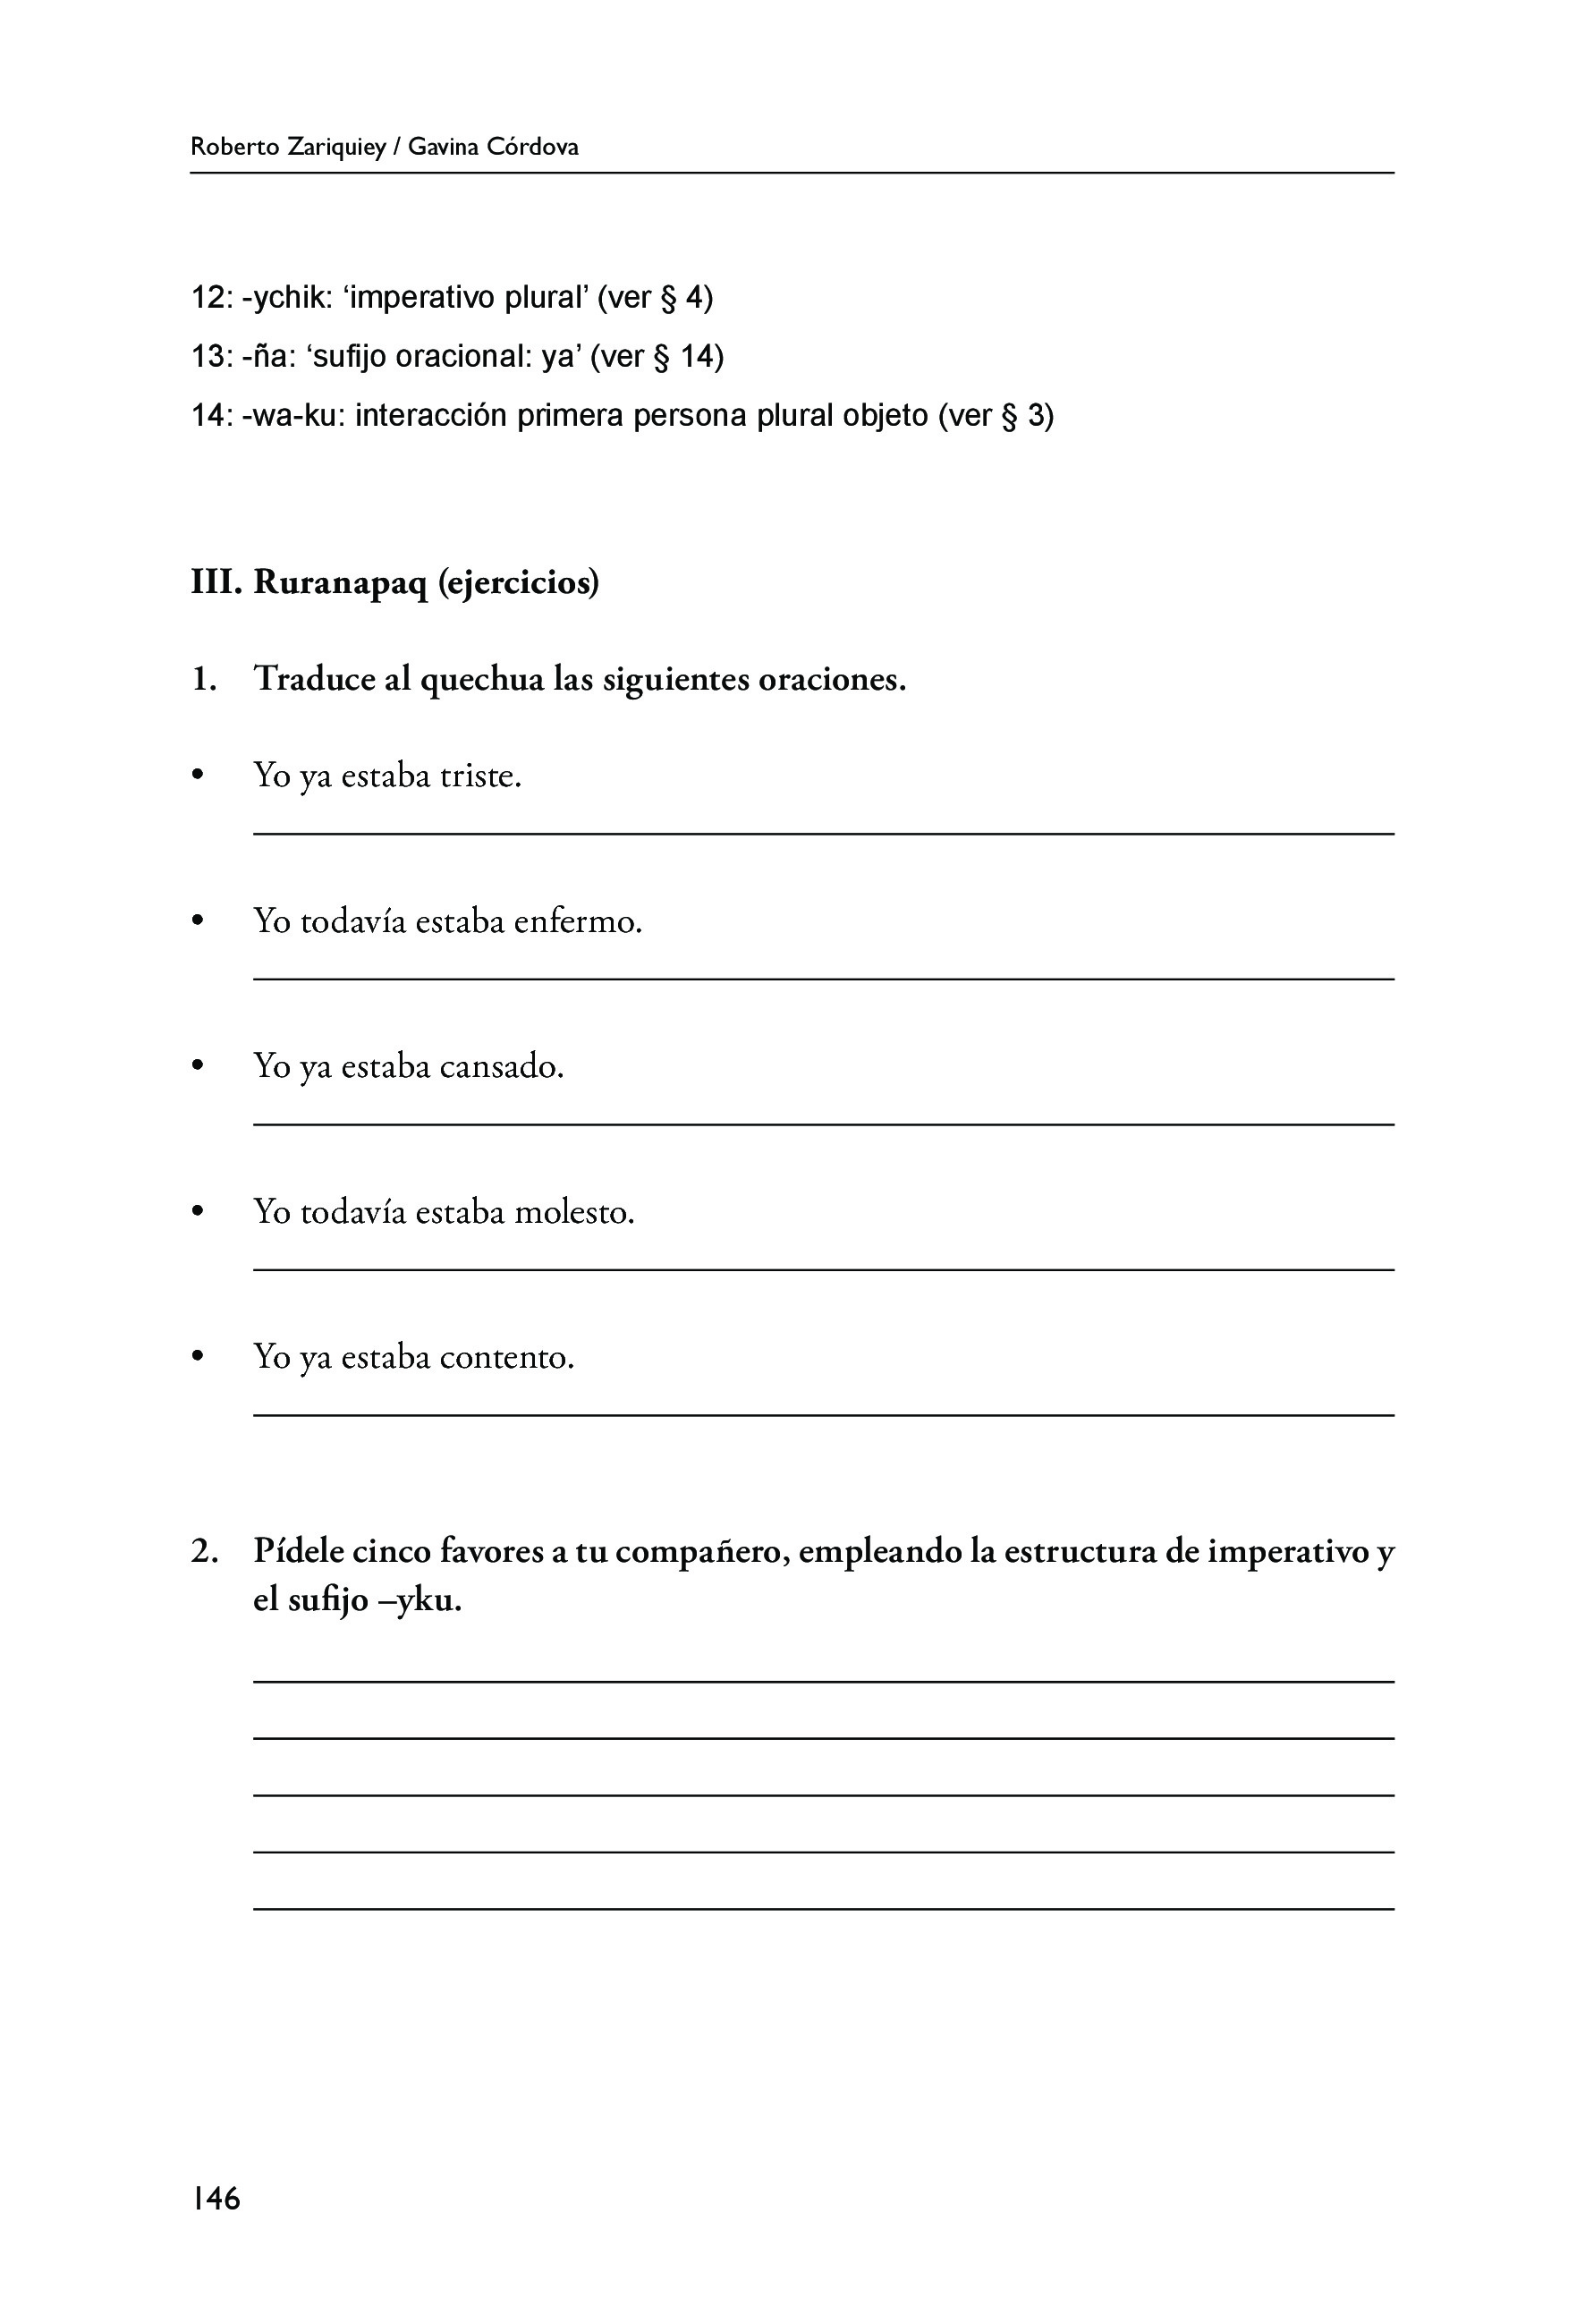 Roberto Zariquiey / Gavina Córdova
12: -ychik: ‘imperativo plural’ (ver § 4)
13: -ña: ‘sufijo oracional: ya’ (ver § 14)
14: -wa-ku: interacción primera persona plural objeto (ver § 3)
III. Ruranapaq (ejercicios)
1. Traduce al quechua las siguientes oraciones.
• Yo ya estaba triste.
• Yo todavía estaba enfermo.
• Yo ya estaba cansado.
• Yo todavía estaba molesto.
• Yo ya estaba contento.
2. Pídele cinco favores a tu compañero, empleando la estructura de imperativo y
el sufijo –yku.
146